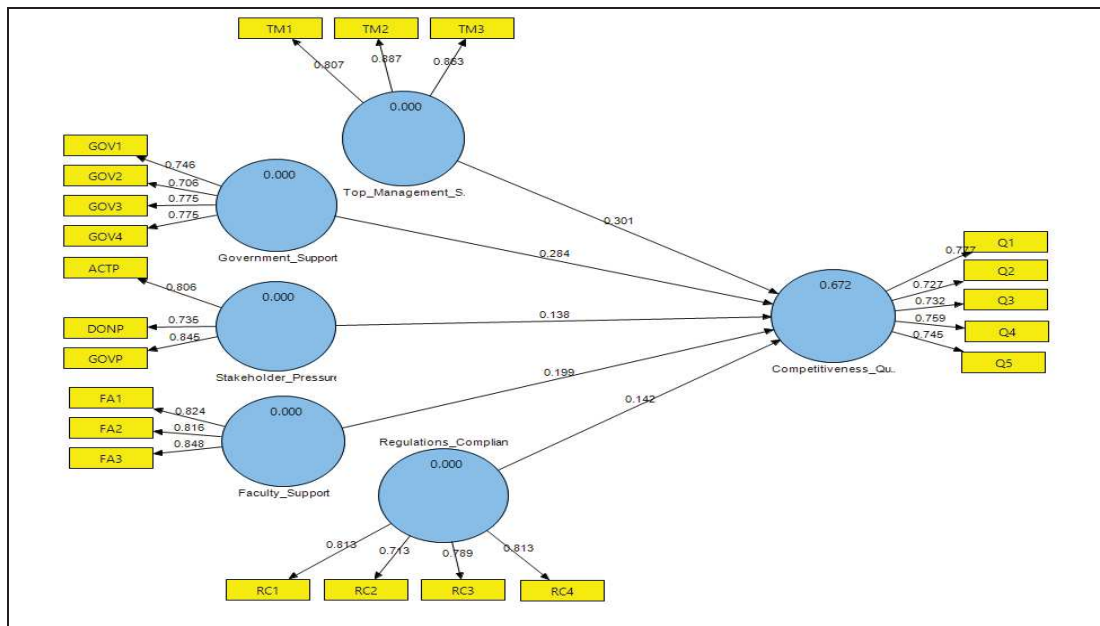 TM1
TM2
TM3
0.807
0.887
0.863
0.000
Top_Management_S.
GOV1
GOV2
GOV3
GOV4
0.746
0.706
0.775
0.775
0.000
Government_Support
ACTP
DONP
GOVP
0.806
0.735
0.845
0.000
Stakeholder_Pressure
FA1
FA2
FA3
0.824
0.816
0.848
0.000
Faculty_Support
Regulations_Complian
0.000
0.813
0.713
0.789
0.813
RC1
RC2
RC3
RC4
0.301
0.284
0.138
0.199
0.142
0.672
Competitiveness_Qu..
0.777
0.727
0.732
0.759
0.745
Q1
Q2
Q3
Q4
Q5